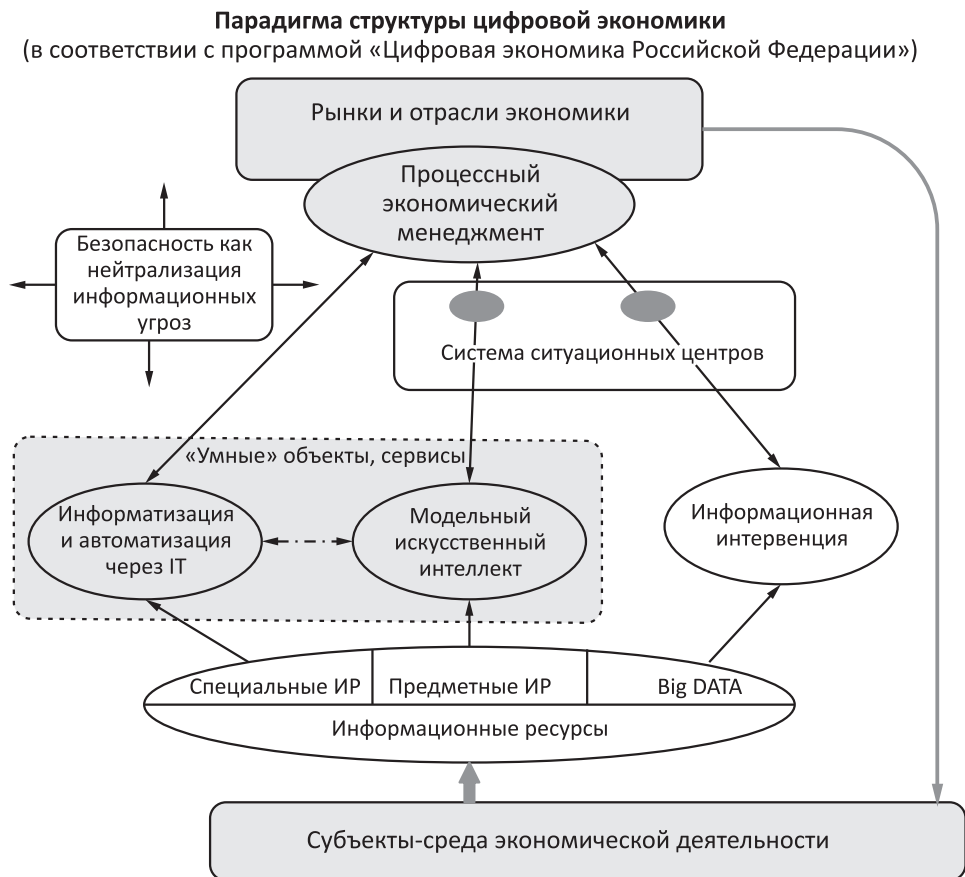 Парадигма структуры цифровой экономики
(в соответствии с программой «Цифровая экономика Российской Федерации»)
Рынки и отрасли экономики
Процессный
экономический
менеджмент
Безопасность как
нейтрализация
информационных
угроз
Система ситуационных центров
«Умные» объекты, сервисы
Информатизация
и автоматизация
через IT
Модельный
искусственный
интеллект
Информационная
интервенция
Специальные ИР
Предметные ИР
Big DATA
Информационные ресурсы
Субъекты-среда экономической деятельности